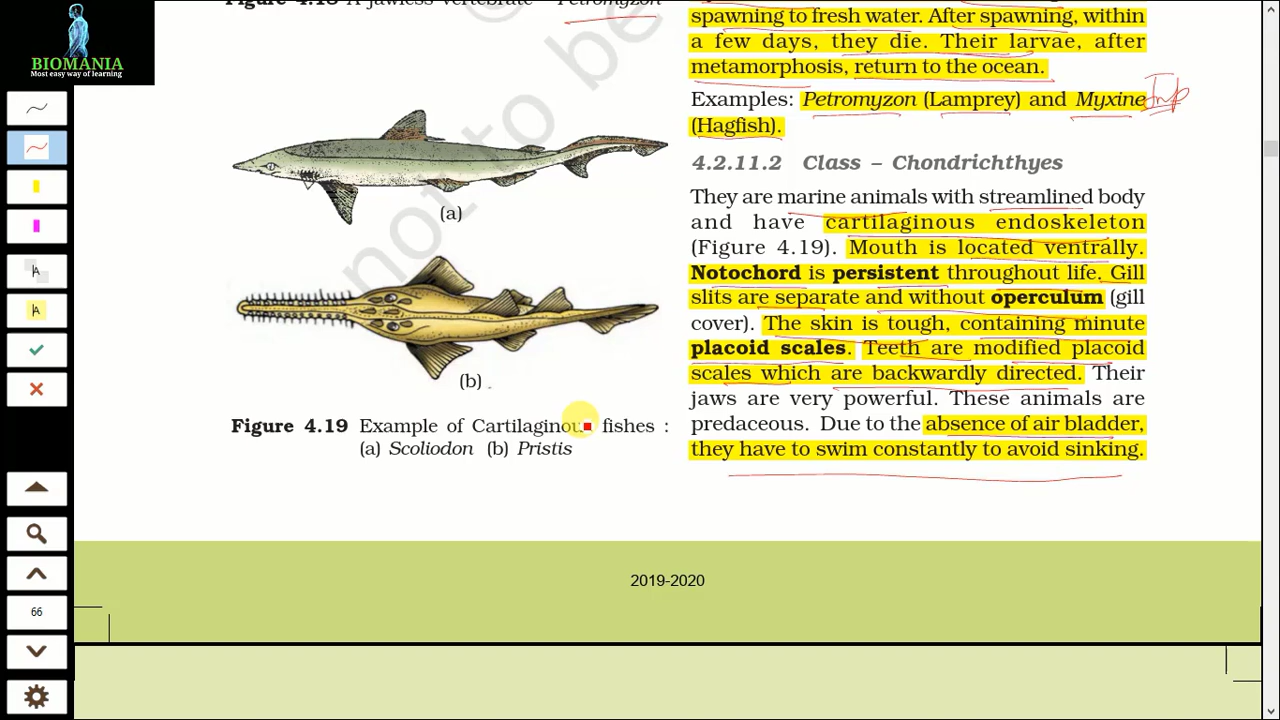 BIOMANIA
Most easy way of learning
A
A
66
Petromyzon
not to be
(a)
(b)
Figure 4.19 Example of Cartilaginous fishes :
(a) Scoliodon (b) Pristis
spawning to fresh water. After spawning, within
a few days, they die. Their larvae, after
metamorphosis, return to the ocean.
Examples: Petromyzon (Lamprey) and Myxine Imp
(Hagfish).
4.2.11.2 Class – Chondrichthyes
They are marine animals with streamlined body
and have cartilaginous endoskeleton
(Figure 4.19). Mouth is located ventrally.
Notochord is persistent throughout life. Gill
slits are separate and without operculum (gill
cover). The skin is tough, containing minute
placoid scales. Teeth are modified placoid
scales which are backwardly directed. Their
jaws are very powerful. These animals are
predaceous. Due to the absence of air bladder,
they have to swim constantly to avoid sinking.
2019-2020